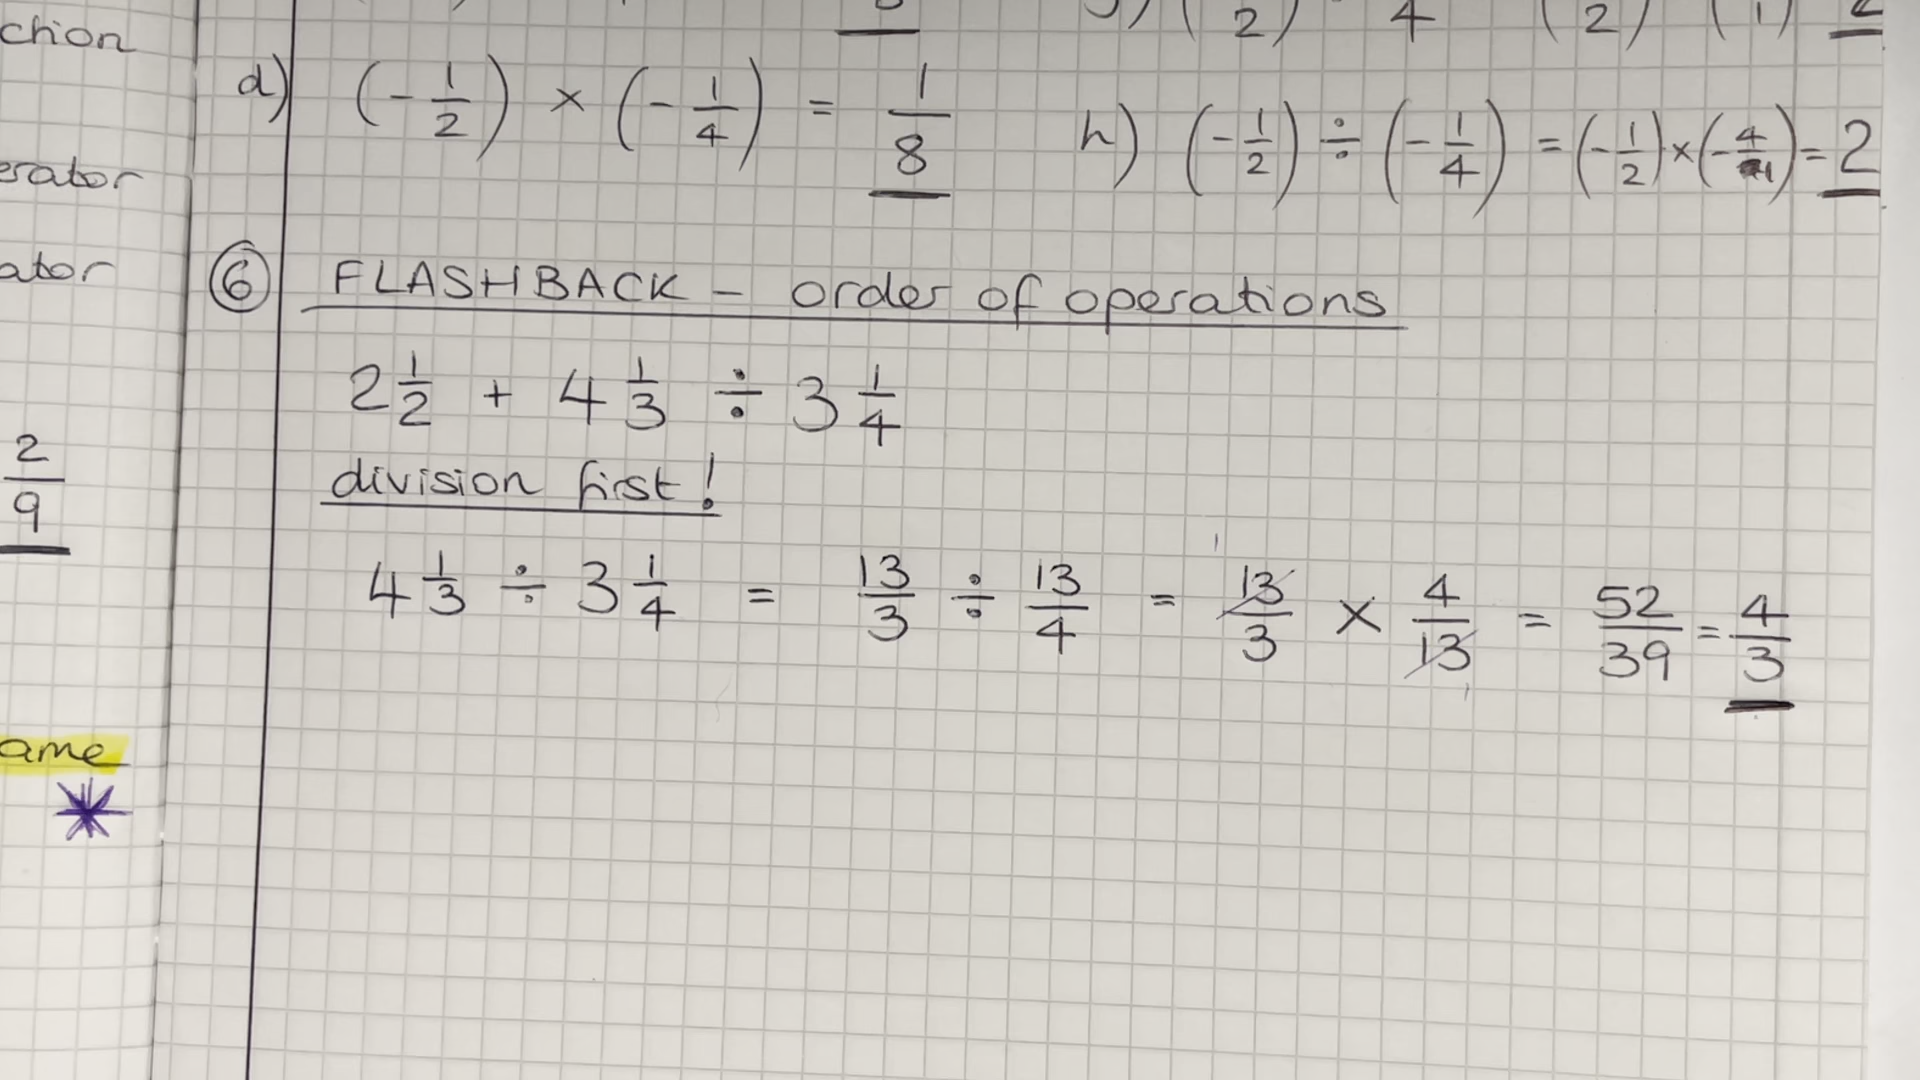 ction
erator
ator
2/9
ame
d) (-1/2) × (-1/4) = 1/8
h) (-1/2) ÷ (-1/4) = (-1/2) × (-4/1) = 2
6 FLASHBACK - order of operations
2 1/2 + 4 1/3 ÷ 3 1/4
division first!
4 1/3 ÷ 3 1/4 = 13/3 ÷ 13/4 = 13/3 × 4/13 = 52/39 = 4/3